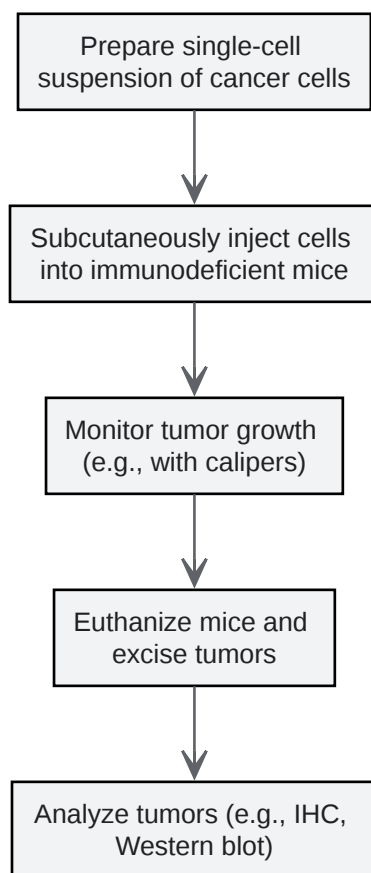 Prepare single-cell
suspension of cancer cells
Subcutaneously inject cells
into immunodeficient mice
Monitor tumor growth
(e.g., with calipers)
Euthanize mice and
excise tumors
Analyze tumors (e.g., IHC,
Western blot)